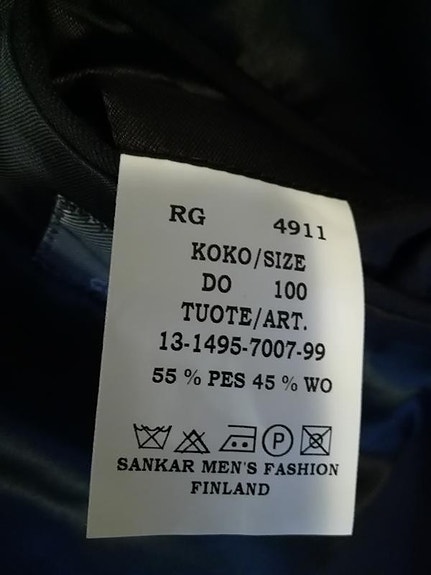 RG 4911
KOKO/SIZE
DO 100
TUOTE/ART.
13-1495-7007-99
55 % PES 45 % WO
P
SANKAR MEN'S FASHION
FINLAND